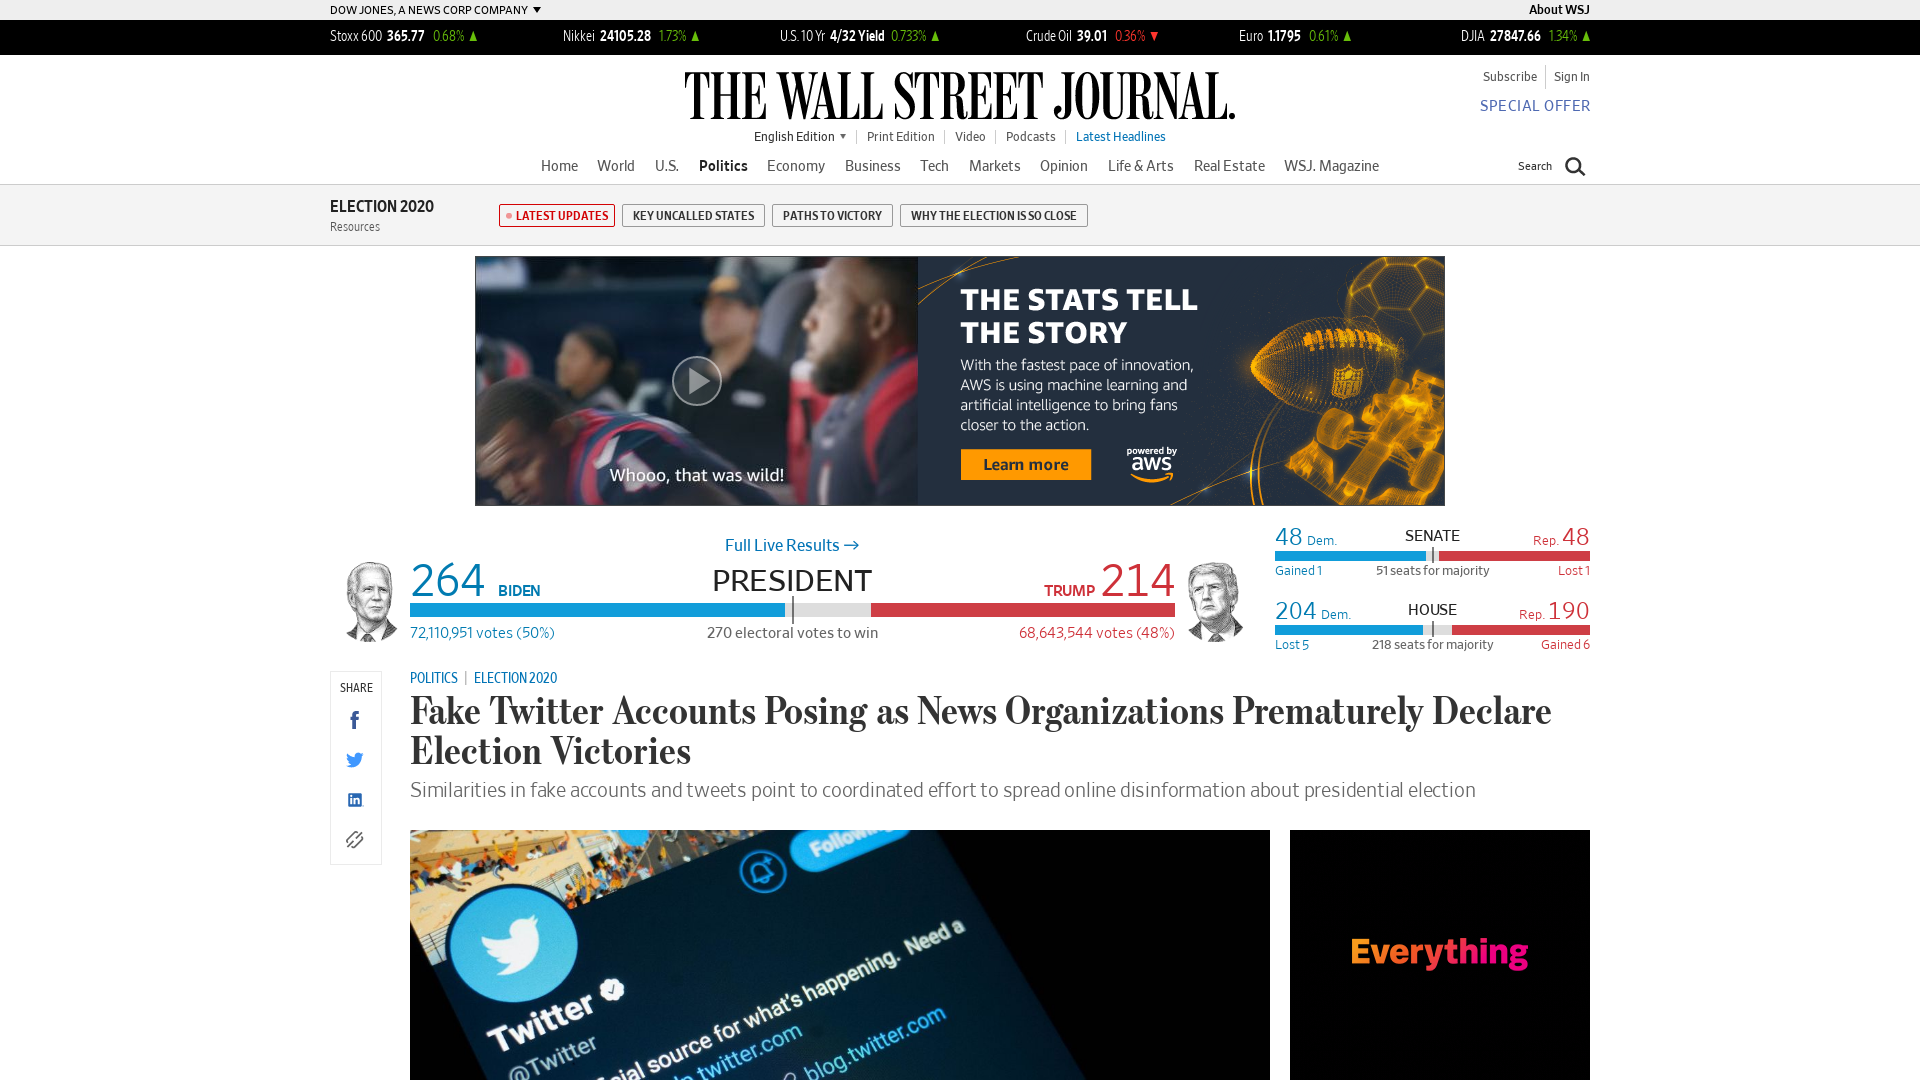 DOW JONES, A NEWS CORP COMPANY
About WSJ
Stoxx 600 365.77 0.68%
Nikkei 24105.28 1.73%
U.S. 10 Yr 4/32 Yield 0.733%
Crude Oil 39.01 0.36%
Euro 1.1795 0.61%
DJIA 27847.66 1.34%
THE WALL STREET JOURNAL.
Subscribe
Sign In
SPECIAL OFFER
English Edition
Print Edition
Video
Podcasts
Latest Headlines
Home
World
U.S.
Politics
Economy
Business
Tech
Markets
Opinion
Life & Arts
Real Estate
WSJ. Magazine
Search
ELECTION 2020
Resources
LATEST UPDATES
KEY UNCALLED STATES
PATHS TO VICTORY
WHY THE ELECTION IS SO CLOSE
Whooo, that was wild!
THE STATS TELL
THE STORY
With the fastest pace of innovation,
AWS is using machine learning and
artificial intelligence to bring fans
closer to the action.
Learn more
powered by
aws
NFL
Full Live Results →
264 BIDEN
PRESIDENT
TRUMP 214
72,110,951 votes (50%)
270 electoral votes to win
68,643,544 votes (48%)
48 Dem.
SENATE
Rep. 48
Gained 1
51 seats for majority
Lost 1
204 Dem.
HOUSE
Rep. 190
Lost 5
218 seats for majority
Gained 6
SHARE
POLITICS | ELECTION 2020
Fake Twitter Accounts Posing as News Organizations Prematurely Declare
Election Victories
Similarities in fake accounts and tweets point to coordinated effort to spread online disinformation about presidential election
Following
Twitter
@Twitter
cial source for what's happening. Need a
lp.twitter.com
blog.twitter.com
Everything